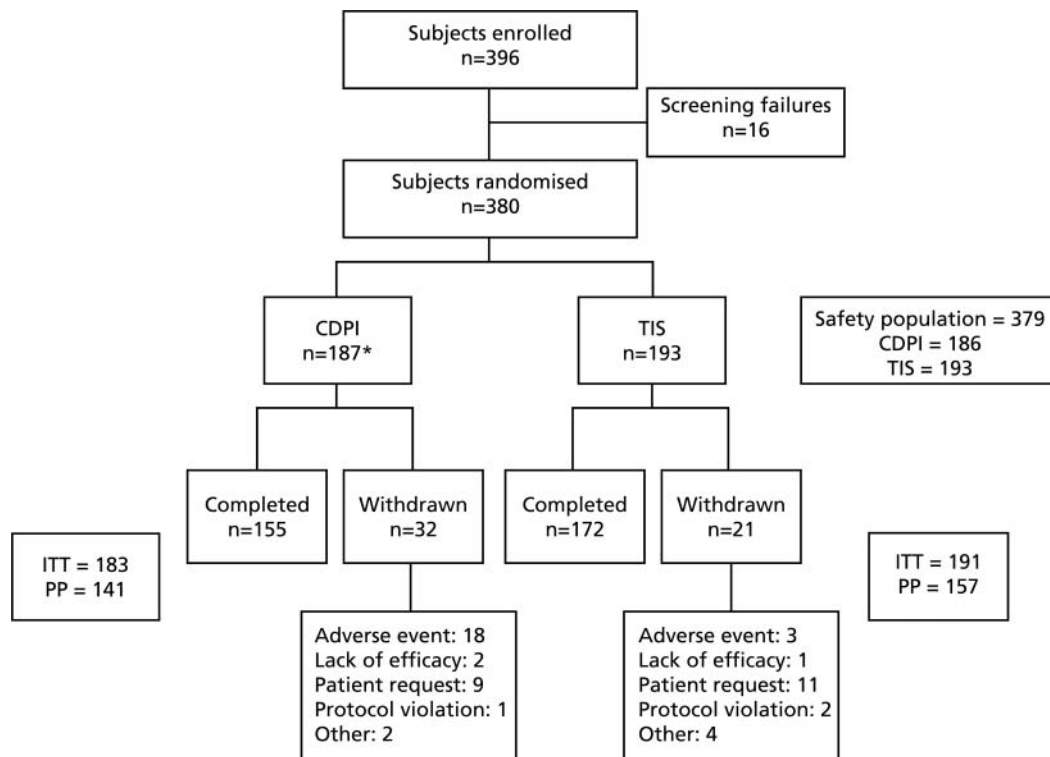 Subjects enrolled
n=396
Screening failures
n=16
Subjects randomised
n=380
CDPI
n=187*
TIS
n=193
Safety population = 379
CDPI = 186
TIS = 193
Completed
n=155
Withdrawn
n=32
Completed
n=172
Withdrawn
n=21
ITT = 183
PP = 141
ITT = 191
PP = 157
Adverse event: 18
Lack of efficacy: 2
Patient request: 9
Protocol violation: 1
Other: 2
Adverse event: 3
Lack of efficacy: 1
Patient request: 11
Protocol violation: 2
Other: 4